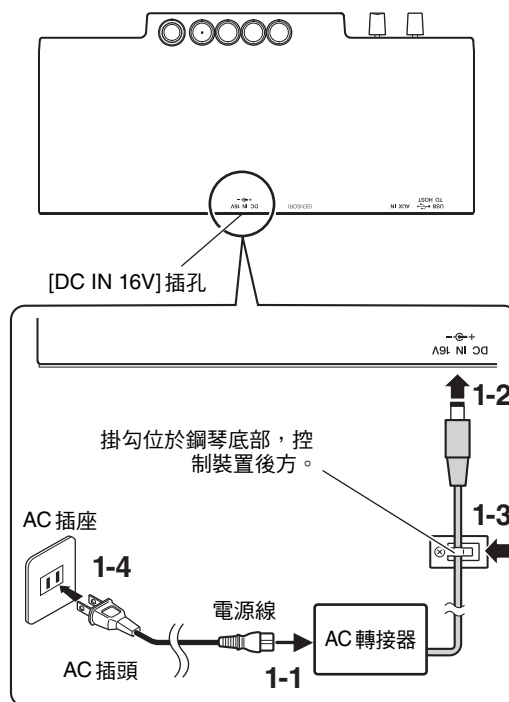 DC IN 16V
(SENSOR)
AUX IN
USB
TO HOST
[DC IN 16V] 插孔
DC IN 16V
1-2
掛勾位於鋼琴底部，控
制裝置後方。
1-3
AC 插座
1-4
電源線
AC 轉接器
AC 插頭
1-1